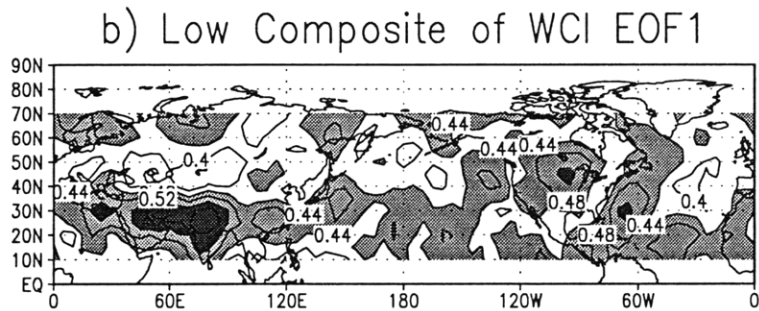 b) Low Composite of WCI EOF1
90N
80N
70N
60N
50N
40N
30N
20N
10N
EQ
0.44
0.44
0.44
0.4
0.44
0.52
0.48
0.4
0.44
0.44
0.48
0.44
0 60E 120E 180 120W 60W 0